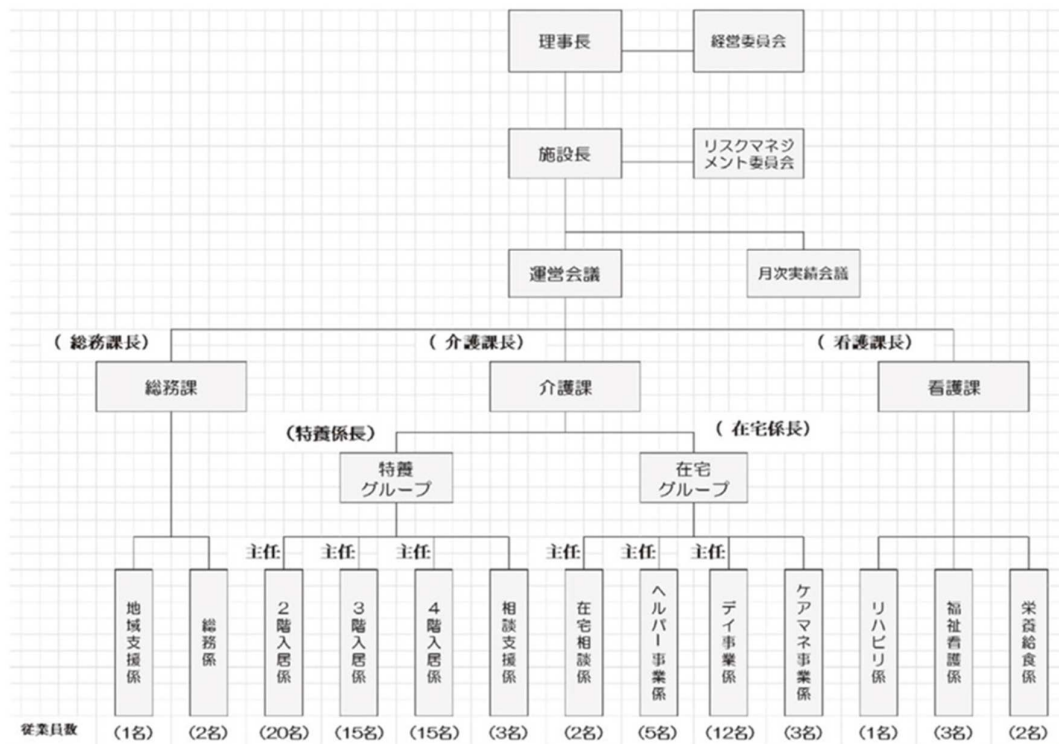 理事長
経営委員会
施設長
リスクマネジ
メント委員会
運営会議
月次実績会議
( 総務課長)
( 介護課長)
( 看護課長)
総務課
介護課
看護課
(特養係長)
( 在宅係長)
特養
グループ
在宅
グループ
主任
主任
主任
主任
主任
主任
地域支援係
総務係
2階入居係
3階入居係
4階入居係
相談支援係
在宅相談係
ヘルパー事業係
デイ事業係
ケアマネ事業係
リハビリ係
福祉看護係
栄養給食係
従業員数 (1名) (2名) (20名) (15名) (15名) (3名) (2名) (5名) (12名) (3名) (1名) (3名) (2名)